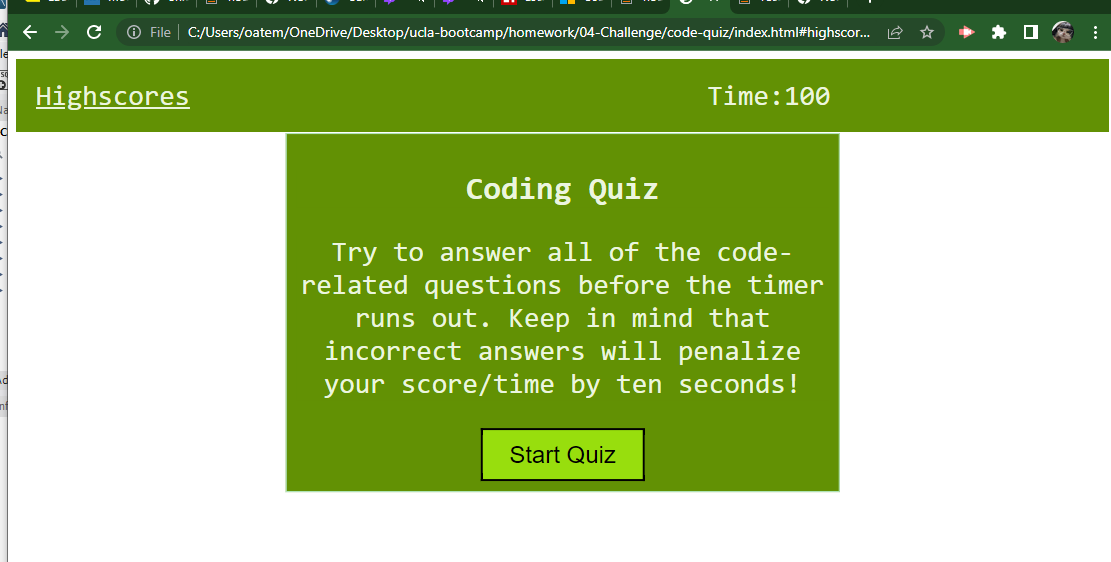 File
C:/Users/oatem/OneDrive/Desktop/ucla-bootcamp/homework/04-Challenge/code-quiz/index.html#highscor...
Highscores
Time:100
Coding Quiz
Try to answer all of the code-
related questions before the timer
runs out. Keep in mind that
incorrect answers will penalize
your score/time by ten seconds!
Start Quiz